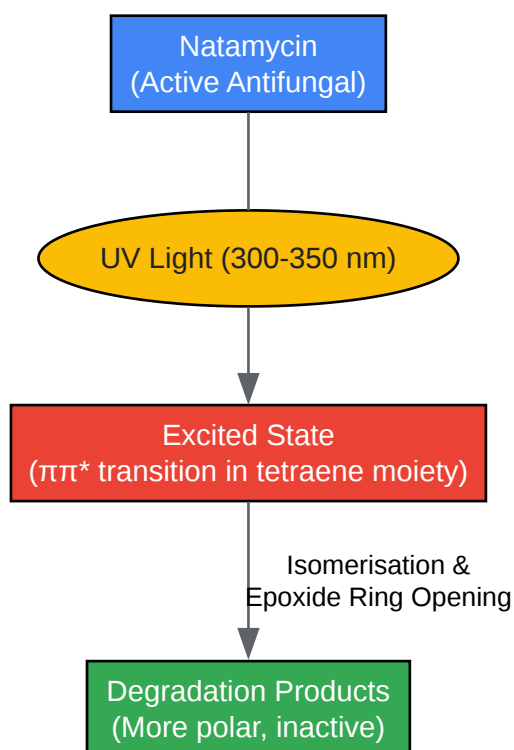 Natamycin
(Active Antifungal)
UV Light (300-350 nm)
Excited State
(ππ* transition in tetraene moiety)
Isomerisation &
Epoxide Ring Opening
Degradation Products
(More polar, inactive)